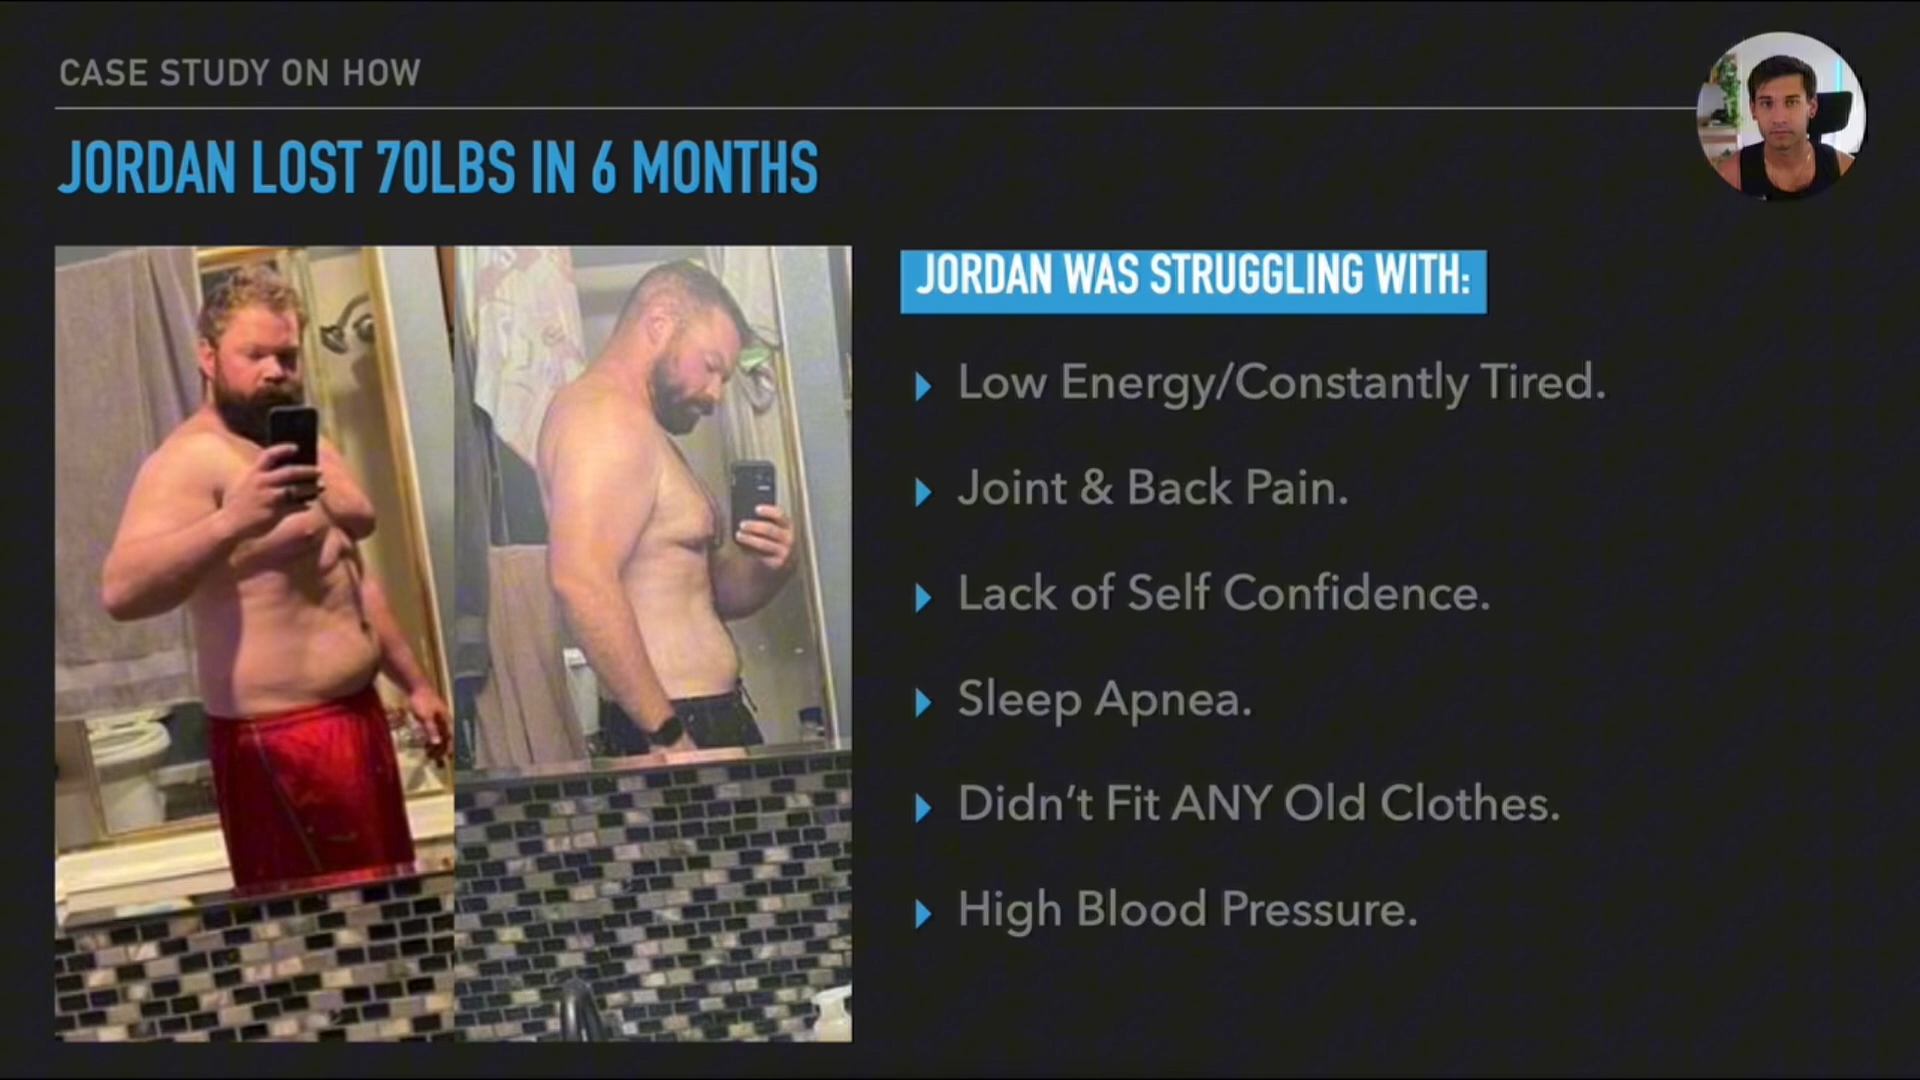 CASE STUDY ON HOW
JORDAN LOST 70LBS IN 6 MONTHS
JORDAN WAS STRUGGLING WITH:
Low Energy/Constantly Tired.
Joint & Back Pain.
Lack of Self Confidence.
Sleep Apnea.
Didn't Fit ANY Old Clothes.
High Blood Pressure.